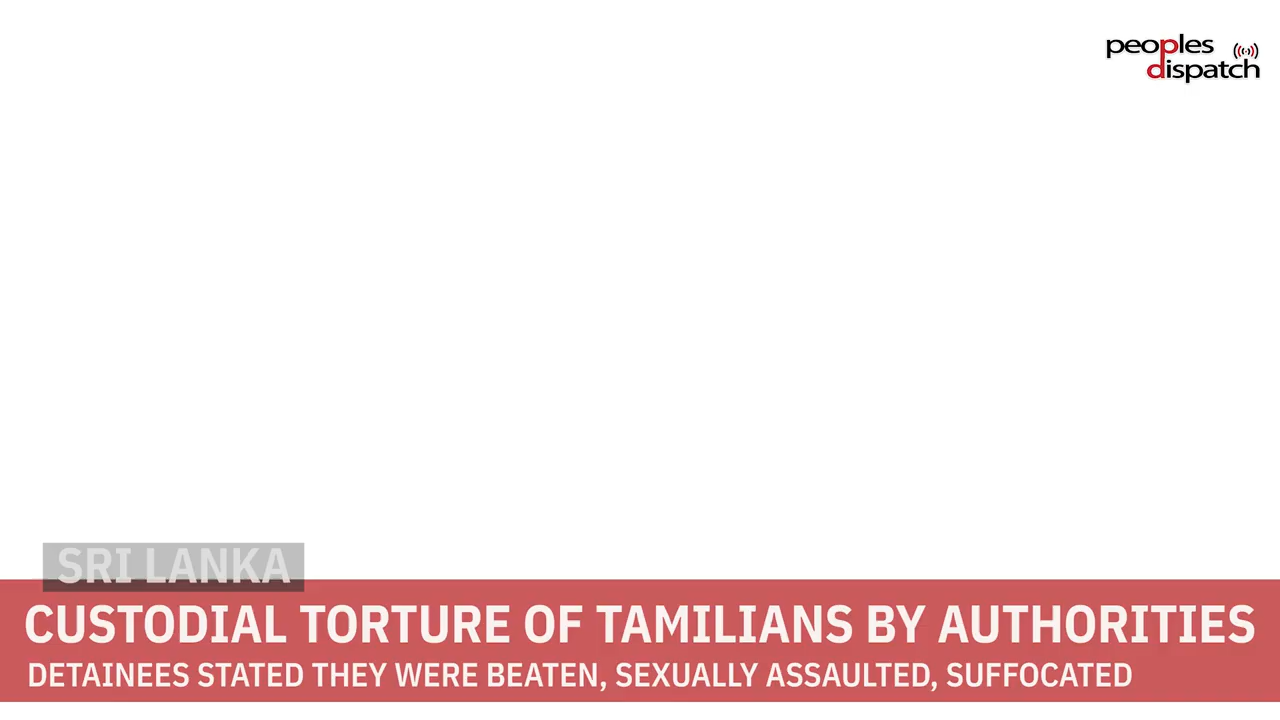 peoples
dispatch
SRI LANKA
CUSTODIAL TORTURE OF TAMILIANS BY AUTHORITIES
DETAINEES STATED THEY WERE BEATEN, SEXUALLY ASSAULTED, SUFFOCATED